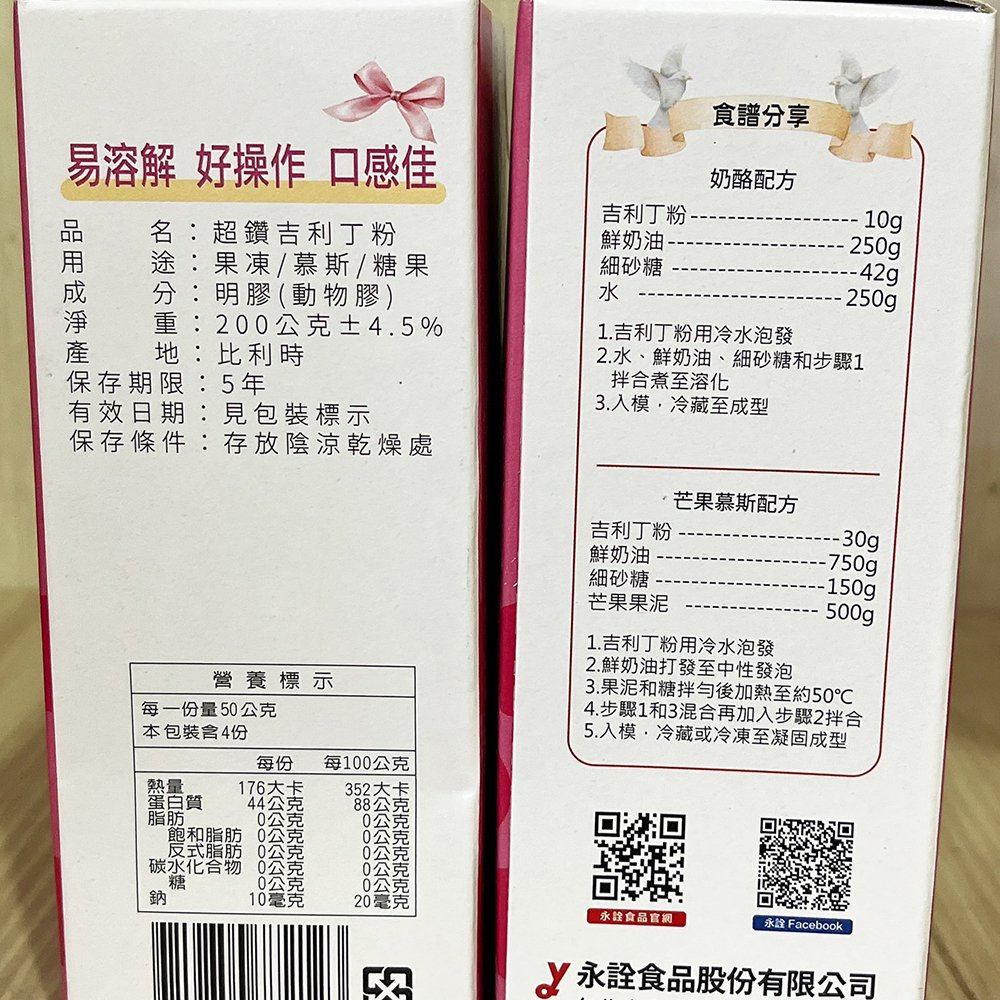 易溶解 好操作 口感佳
品名：超鑽吉利丁粉
用途：果凍/慕斯/糖果
成分：明膠(動物膠)
淨重：200公克±4.5%
產地：比利時
保存期限：5年
有效日期：見包裝標示
保存條件：存放陰涼乾燥處
營養標示
每一份量50公克
本包裝含4份
每份 每100公克
熱量 176大卡 352大卡
蛋白質 44公克 88公克
脂肪 0公克 0公克
飽和脂肪 0公克 0公克
反式脂肪 0公克 0公克
碳水化合物 0公克 0公克
糖 0公克 0公克
鈉 10毫克 20毫克
食譜分享
奶酪配方
吉利丁粉------------------ 10g
鮮奶油------------------- 250g
細砂糖 -------------------42g
水 --------------------- 250g
1.吉利丁粉用冷水泡發
2.水、鮮奶油、細砂糖和步驟1
拌合煮至溶化
3.入模，冷藏至成型
芒果慕斯配方
吉利丁粉 ------------------30g
鮮奶油 -------------------750g
細砂糖 -------------------150g
芒果果泥 --------------- 500g
1.吉利丁粉用冷水泡發
2.鮮奶油打發至中性發泡
3.果泥和糖拌勻後加熱至約50℃
4.步驟1和3混合再加入步驟2拌合
5.入模，冷藏或冷凍至凝固成型
永詮食品官網
永詮 Facebook
永詮食品股份有限公司